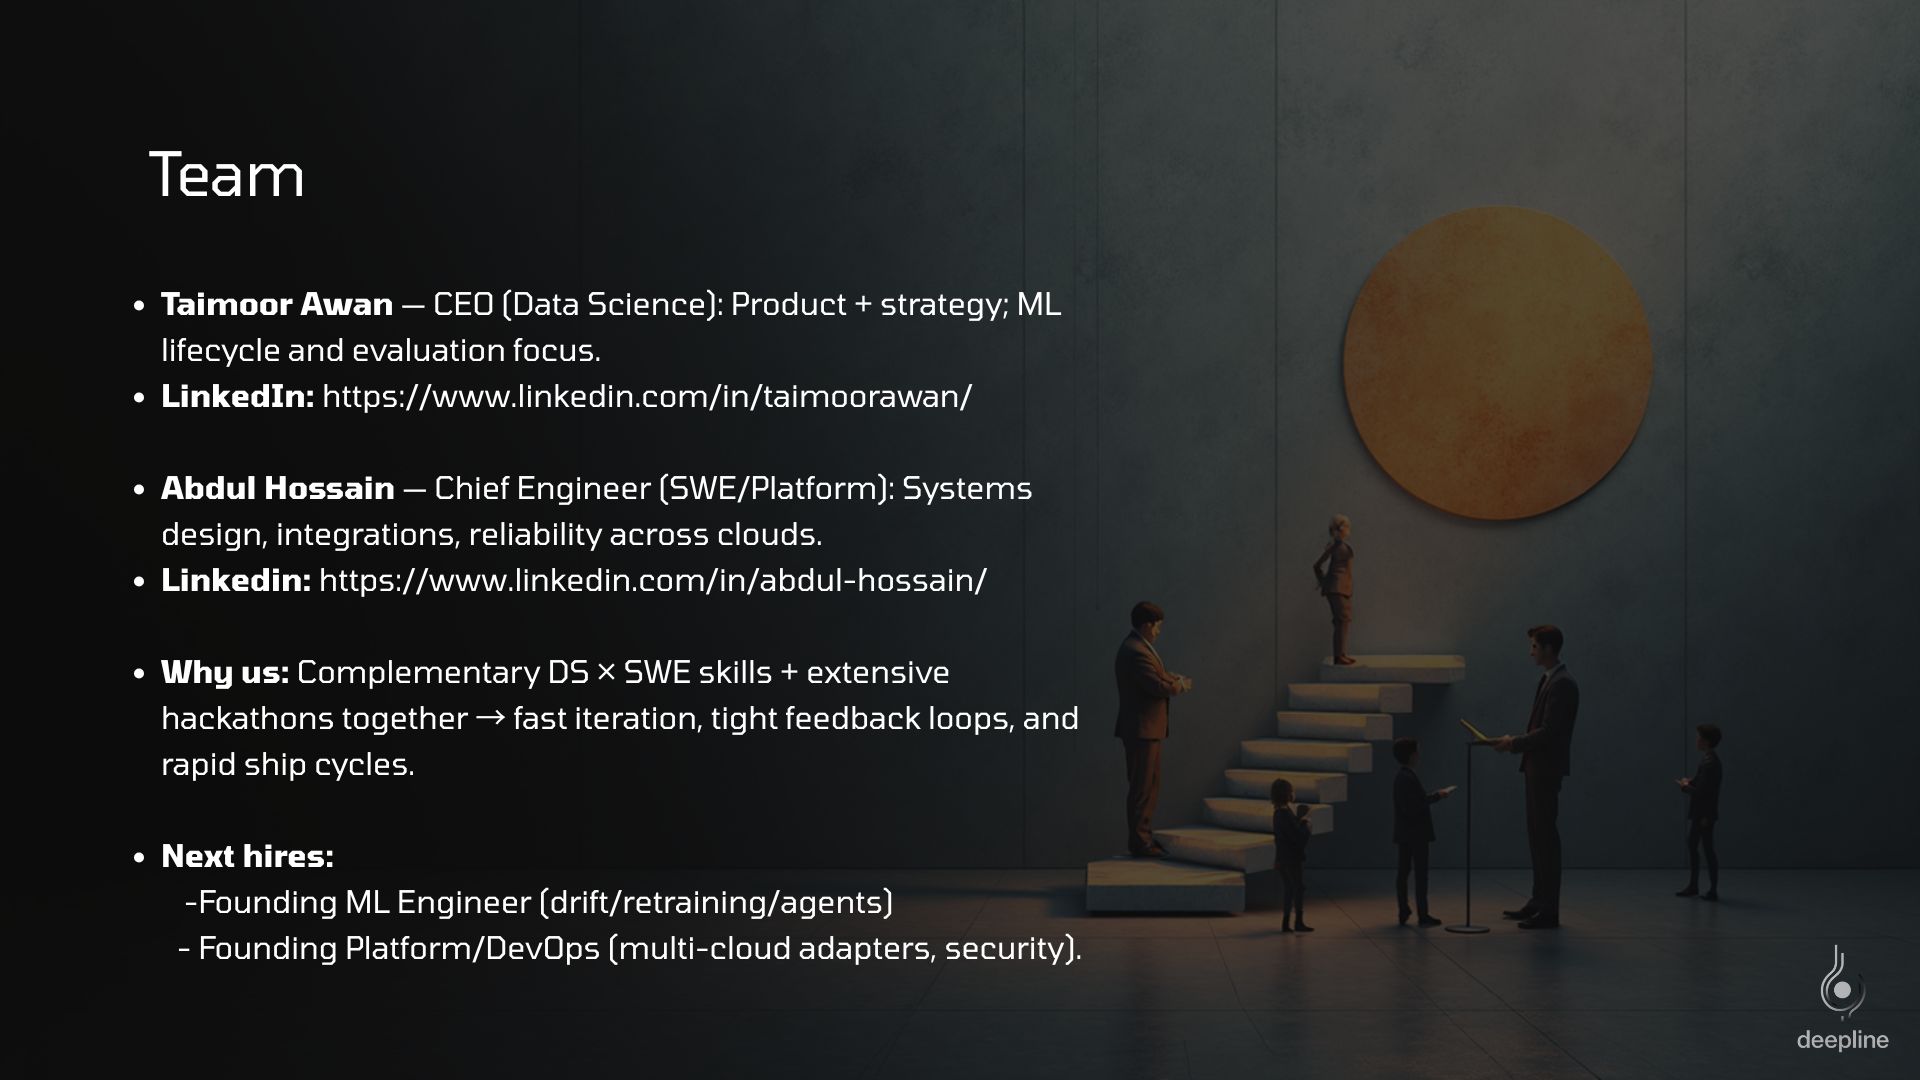 Team
• Taimoor Awan — CEO (Data Science): Product + strategy; ML
lifecycle and evaluation focus.
• LinkedIn: https://www.linkedin.com/in/taimoorawan/
• Abdul Hossain — Chief Engineer (SWE/Platform): Systems
design, integrations, reliability across clouds.
• Linkedin: https://www.linkedin.com/in/abdul-hossain/
• Why us: Complementary DS × SWE skills + extensive
hackathons together → fast iteration, tight feedback loops, and
rapid ship cycles.
• Next hires:
-Founding ML Engineer (drift/retraining/agents)
- Founding Platform/DevOps (multi-cloud adapters, security).
deepline